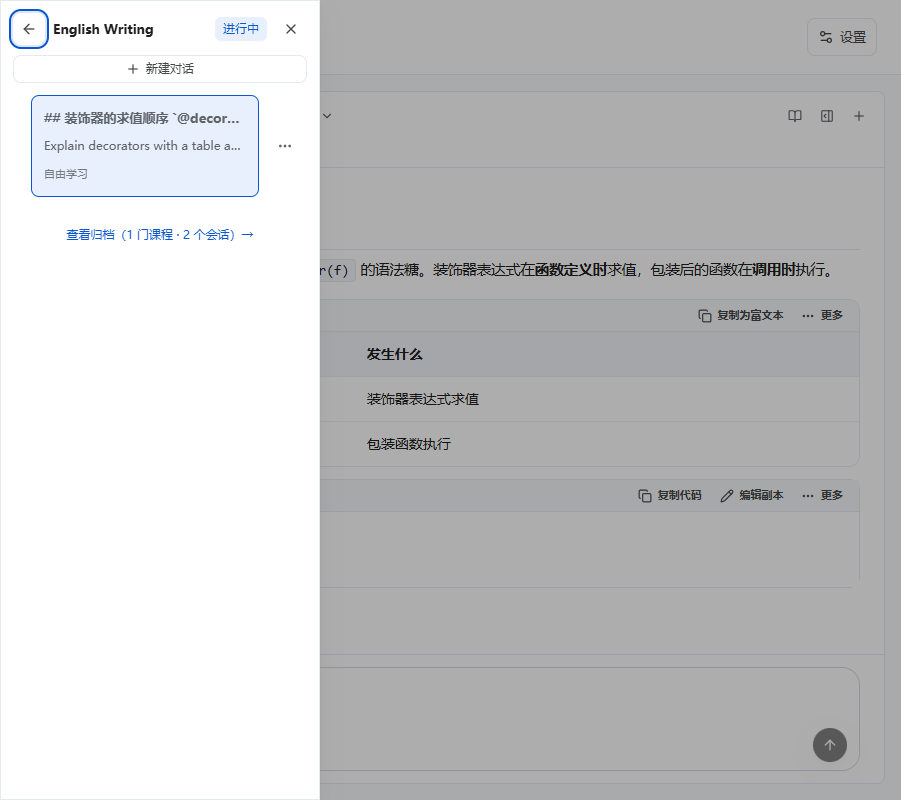 English Writing
进行中
新建对话
## 装饰器的求值顺序 `@decor...
Explain decorators with a table a...
自由学习
查看归档（1 门课程 · 2 个会话）→
设置
r(f) 的语法糖。装饰器表达式在函数定义时求值，包装后的函数在调用时执行。
复制为富文本
更多
发生什么
装饰器表达式求值
包装函数执行
复制代码
编辑副本
更多